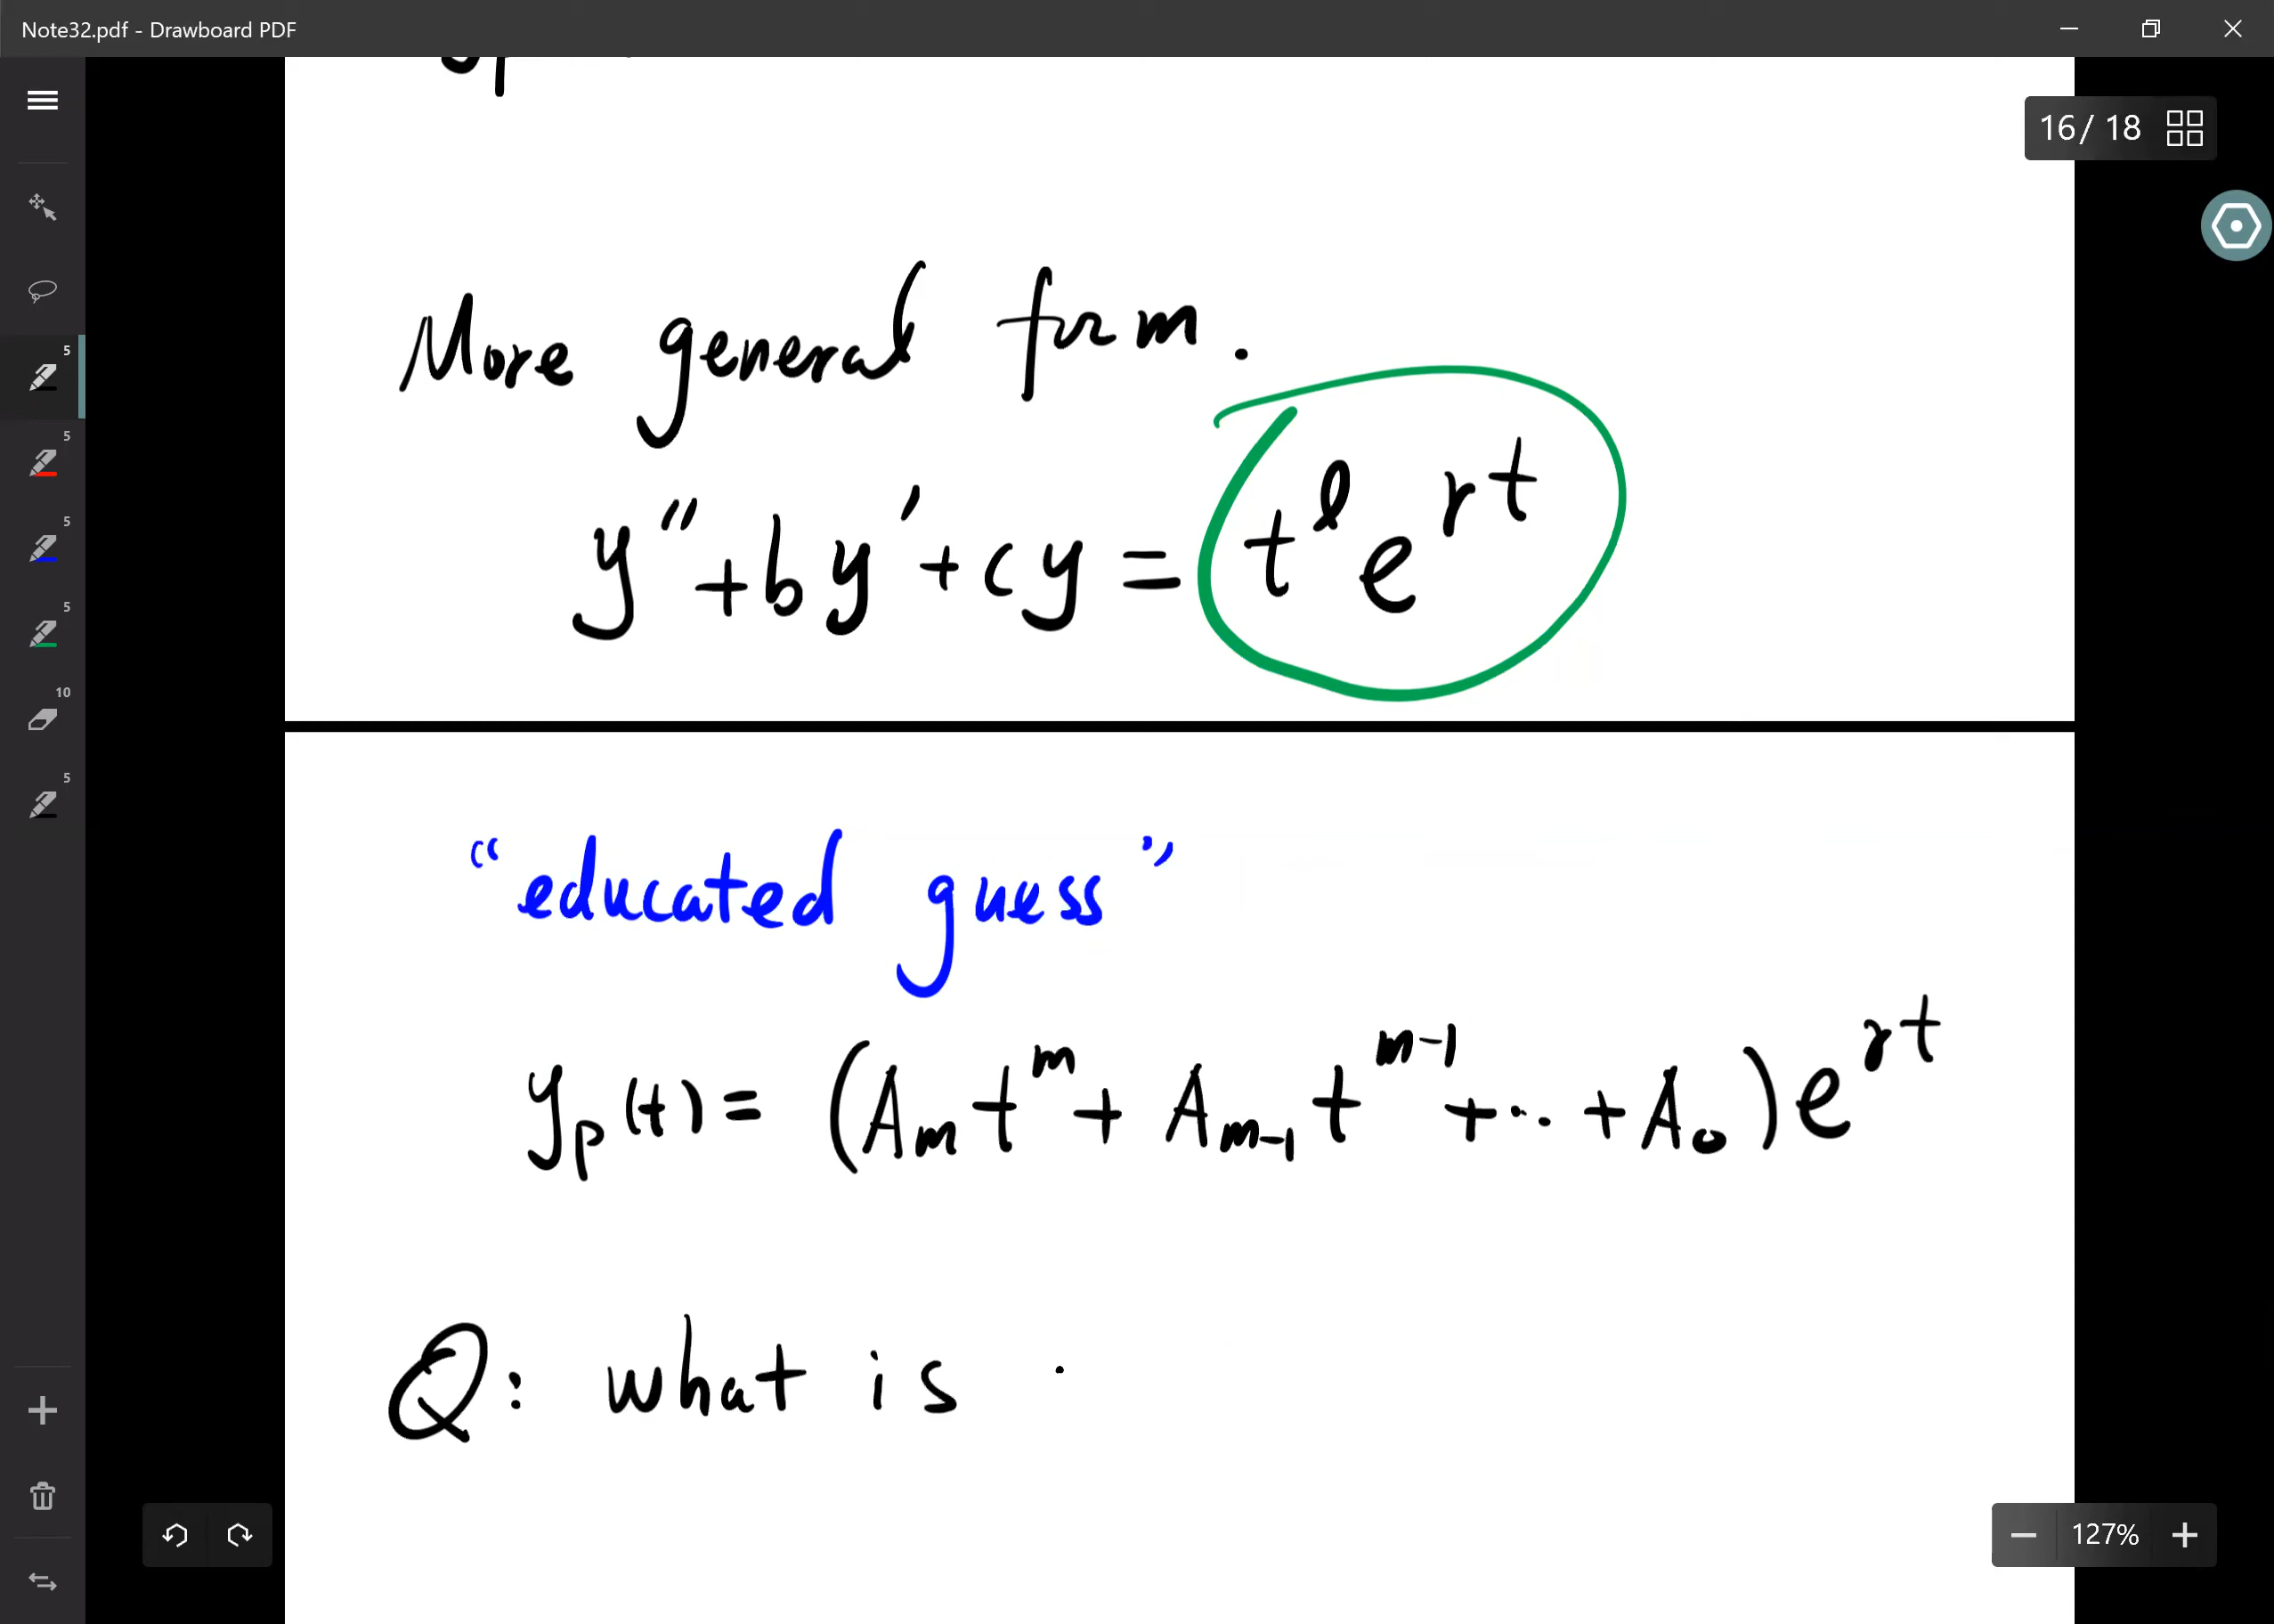 Note32.pdf - Drawboard PDF
16/ 18
More general form.
y'' + by' + cy = t^l e^{rt}
5
5
5
5
10
5
"educated guess"
y_p(t) = (A_m t^m + A_{m-1} t^{m-1} + ... + A_0) e^{rt}
Q: what is
127%